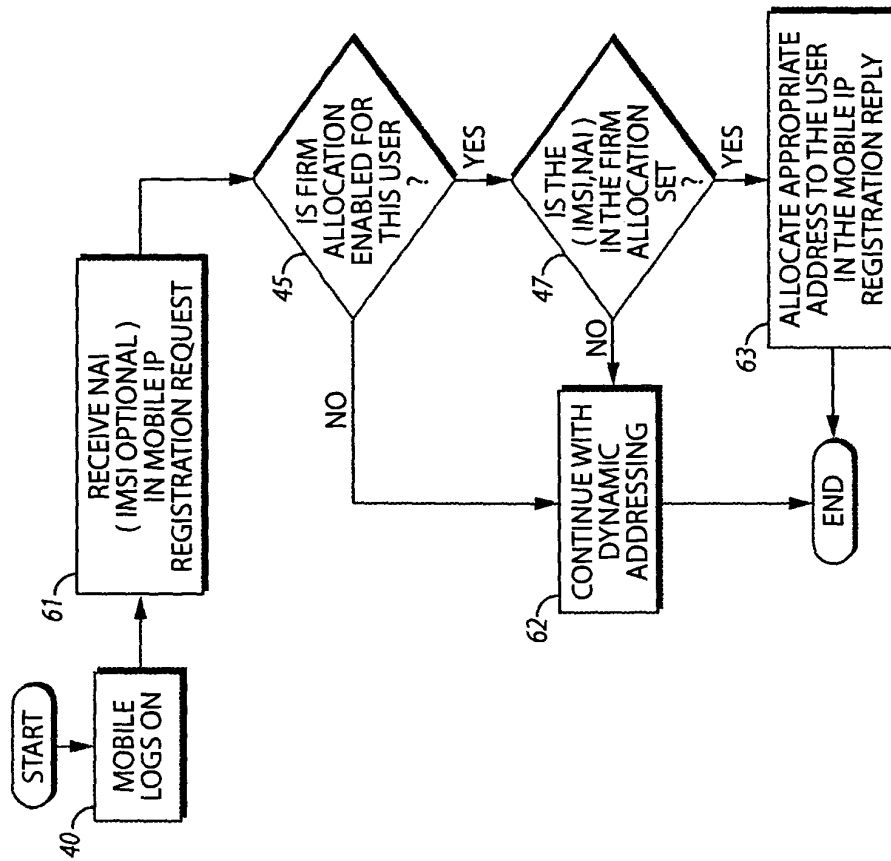 START
40
MOBILE
LOGS ON
61
RECEIVE NAI
( IMSI OPTIONAL )
IN MOBILE IP
REGISTRATION REQUEST
45
IS FIRM
ALLOCATION
ENABLED FOR
THIS USER
?
NO
YES
47
IS THE
( IMSI,NAI )
IN THE FIRM
ALLOCATION
SET
?
NO
YES
62
CONTINUE WITH
DYNAMIC
ADDRESSING
63
ALLOCATE APPROPRIATE
ADDRESS TO THE USER
IN THE MOBILE IP
REGISTRATION REPLY
END